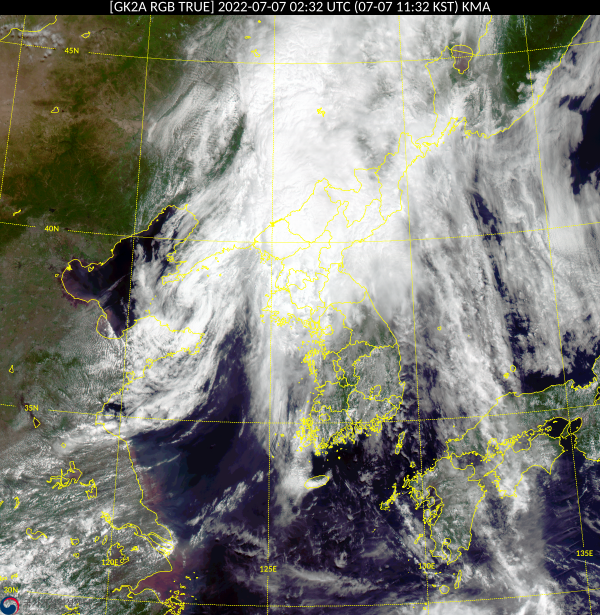 [GK2A RGB TRUE] 2022-07-07 02:32 UTC (07-07 11:32 KST) KMA
45N
40N
35N
135E
120E
125E
130E
30N